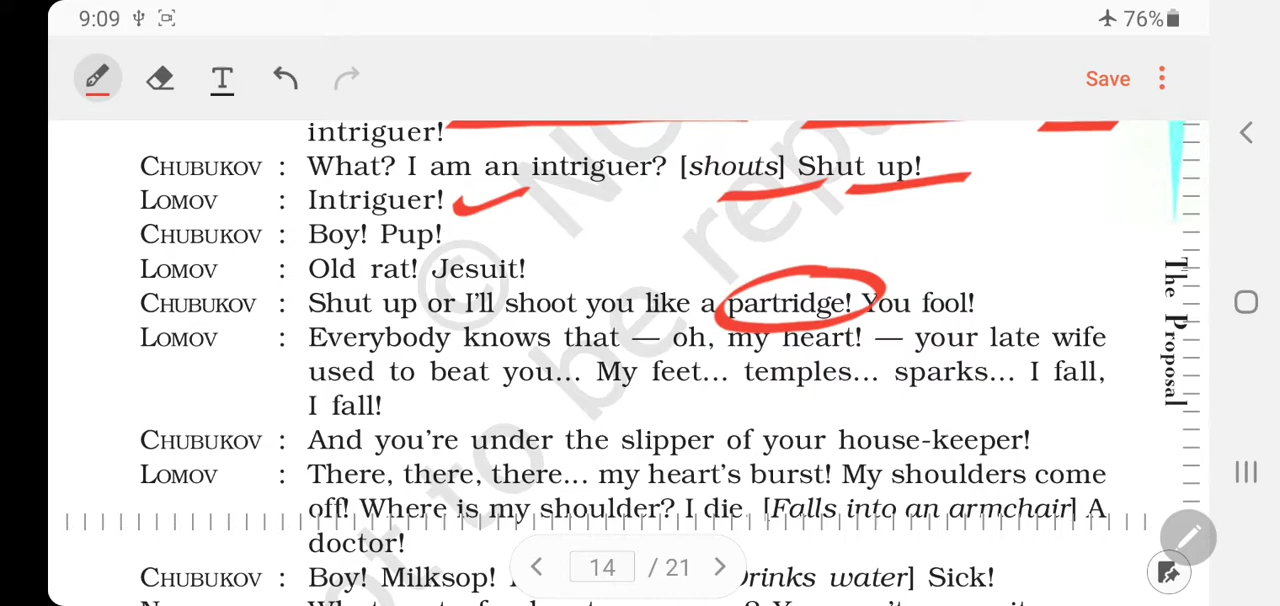 9:09 76%
T Save
intriguer!
CHUBUKOV : What? I am an intriguer? [shouts] Shut up!
LOMOV : Intriguer!
CHUBUKOV : Boy! Pup!
LOMOV : Old rat! Jesuit!
CHUBUKOV : Shut up or I'll shoot you like a partridge! You fool!
LOMOV : Everybody knows that — oh, my heart! — your late wife
used to beat you... My feet... temples... sparks... I fall,
I fall!
CHUBUKOV : And you're under the slipper of your house-keeper!
LOMOV : There, there, there... my heart's burst! My shoulders come
off! Where is my shoulder? I die [Falls into an armchair] A
doctor!
CHUBUKOV : Boy! Milksop! Drinks water] Sick!
The Proposal
14 / 21
©
not to be